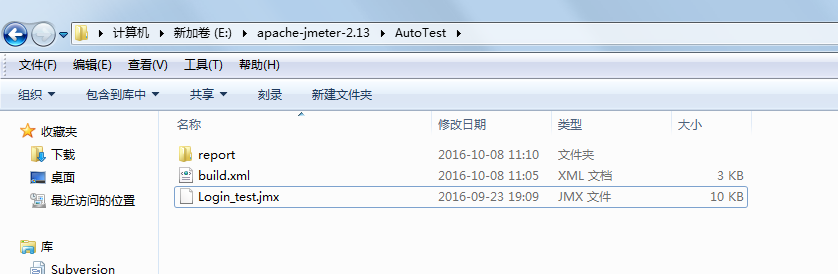 计算机 新加卷 (E:) apache-jmeter-2.13 AutoTest
文件(F) 编辑(E) 查看(V) 工具(T) 帮助(H)
组织 包含到库中 共享 刻录 新建文件夹
收藏夹
下载
桌面
最近访问的位置
库
Subversion
名称 修改日期 类型 大小
report 2016-10-08 11:10 文件夹
build.xml 2016-10-08 11:05 XML 文档 3 KB
Login_test.jmx 2016-09-23 19:09 JMX 文件 10 KB